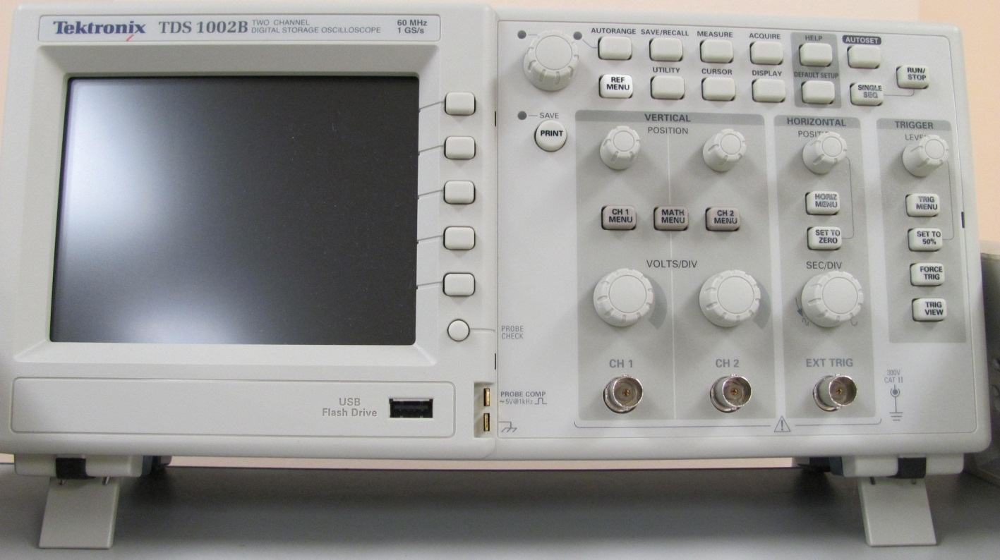 Tektronix TDS 1002B TWO CHANNEL
DIGITAL STORAGE OSCILLOSCOPE
60 MHz
1 GS/s
AUTORANGE SAVE/RECALL MEASURE ACQUIRE HELP AUTOSET
REF
MENU
UTILITY CURSOR DISPLAY DEFAULT SETUP
SINGLE
SEQ
RUN/
STOP
SAVE
PRINT
VERTICAL
POSITION
HORIZONTAL
TRIGGER
CH 1
MENU
MATH
MENU
CH 2
MENU
HORIZ
MENU
SET TO
ZERO
TRIG
MENU
SET TO
50%
FORCE
TRIG
TRIG
VIEW
VOLTS/DIV
SEC/DIV
PROBE
CHECK
CH 1
CH 2
EXT TRIG
300V
CAT II
PROBE COMP
~5V@1kHz
USB
Flash Drive